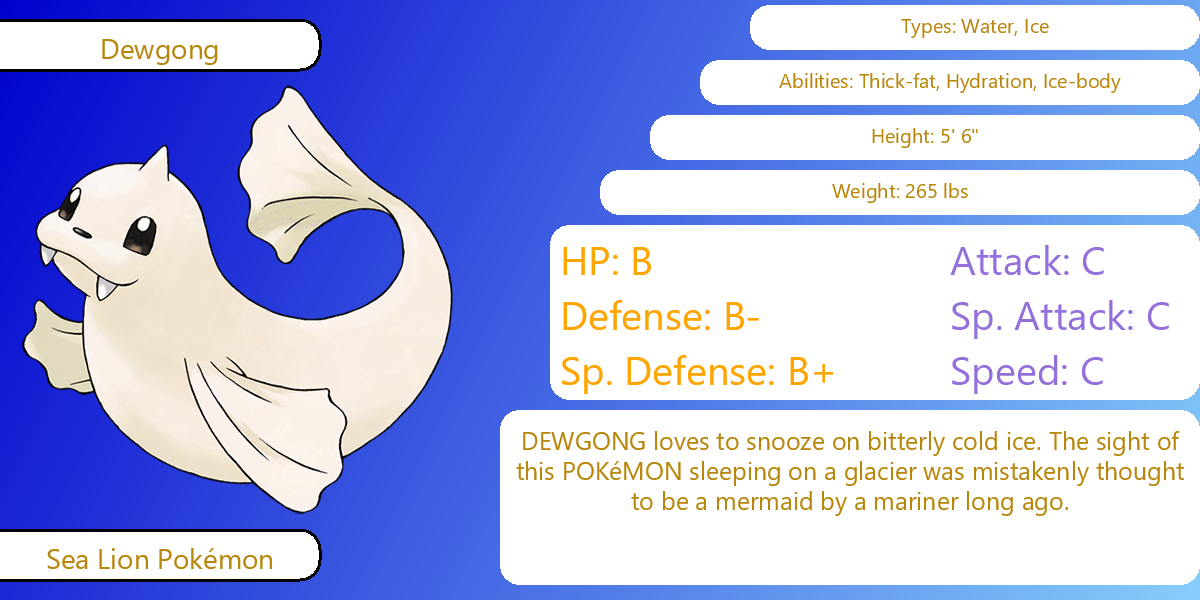 Dewgong
Types: Water, Ice
Abilities: Thick-fat, Hydration, Ice-body
Height: 5' 6"
Weight: 265 lbs
HP: B
Attack: C
Defense: B-
Sp. Attack: C
Sp. Defense: B+
Speed: C
DEWGONG loves to snooze on bitterly cold ice. The sight of
this POKéMON sleeping on a glacier was mistakenly thought
to be a mermaid by a mariner long ago.
Sea Lion Pokémon